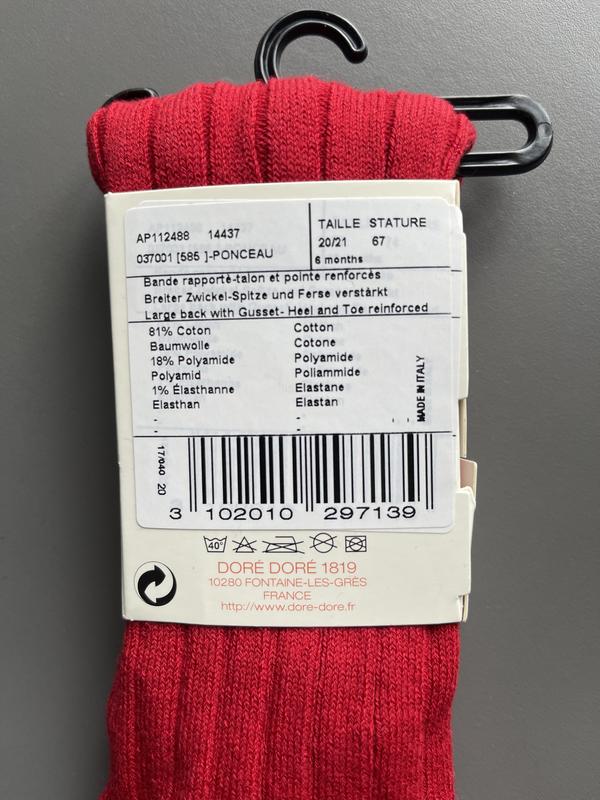 AP112488 14437
037001 [585 ]-PONCEAU
TAILLE STATURE
20/21 67
6 months
Bande rapporté-talon et pointe renforcés
Breiter Zwickel-Spitze und Ferse verstärkt
Large back with Gusset- Heel and Toe reinforced
81% Coton Cotton
Baumwolle Cotone
18% Polyamide Polyamide
Polyamid Poliammide
1% Élasthanne Elastane
Elasthan Elastan
MADE IN ITALY
17/040 20
3 102010 297139
40°
DORÉ DORÉ 1819
10280 FONTAINE-LES-GRÈS
FRANCE
http://www.dore-dore.fr